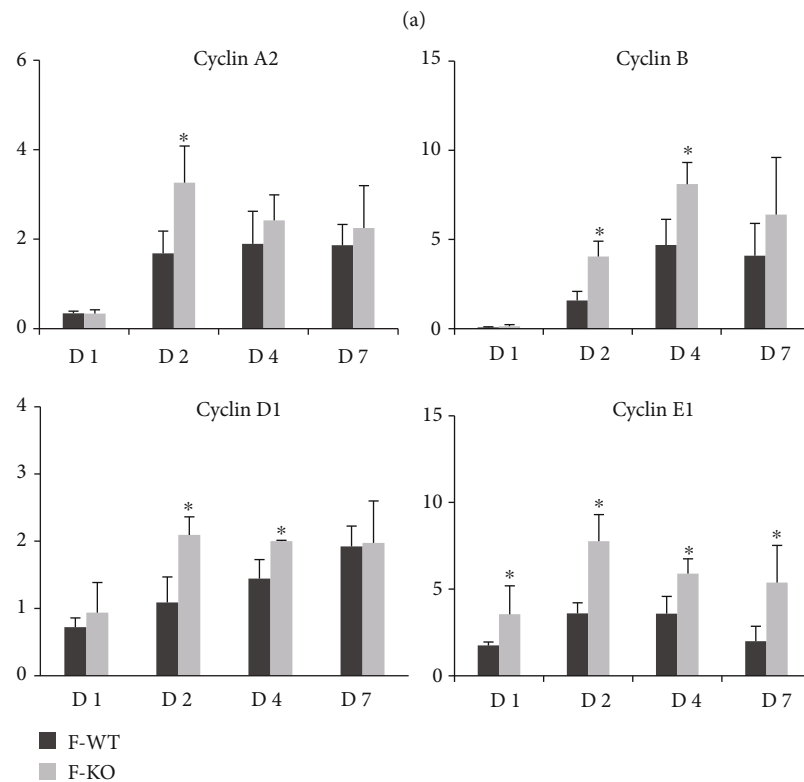 (a)
Cyclin A2
6
4
2
0
*
D 1 D 2 D 4 D 7
Cyclin B
15
10
5
0
* *
D 1 D 2 D 4 D 7
Cyclin D1
4
3
2
1
0
* *
D 1 D 2 D 4 D 7
Cyclin E1
15
10
5
0
* * * *
D 1 D 2 D 4 D 7
F-WT
F-KO